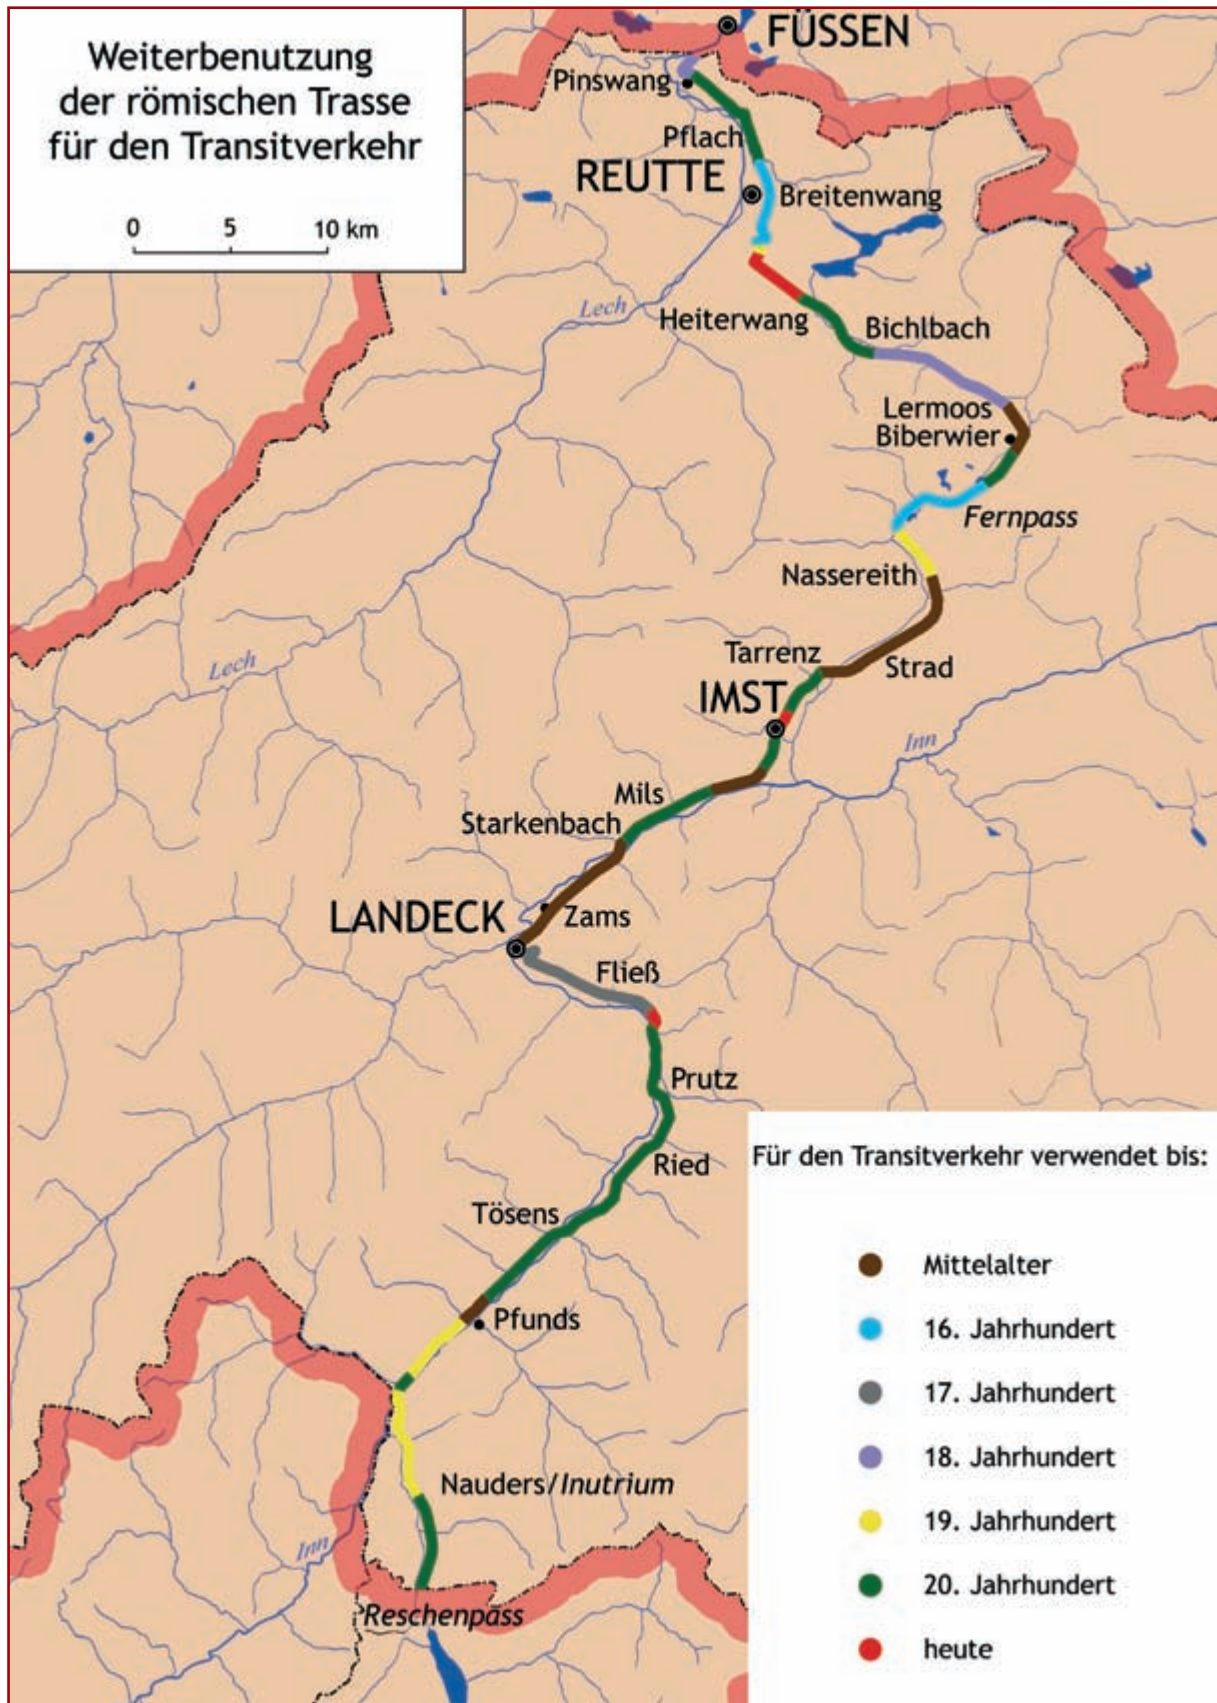 Weiterbenutzung
der römischen Trasse
für den Transitverkehr
0 5 10 km
FÜSSEN
Pinswang
Pflach
REUTTE
Breitenwang
Lech
Heiterwang
Bichlbach
Lermoos
Biberwier
Fernpass
Nassereith
Lech
Tarrenz
Strad
IMST
Inn
Mils
Starkenbach
LANDECK
Zams
Fließ
Prutz
Ried
Tösens
Pfunds
Nauders/Inutrium
Inn
Reschenpass
Für den Transitverkehr verwendet bis:
Mittelalter
16. Jahrhundert
17. Jahrhundert
18. Jahrhundert
19. Jahrhundert
20. Jahrhundert
heute